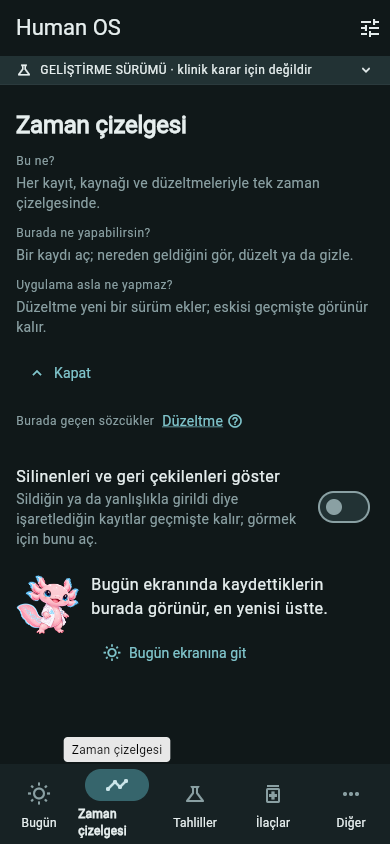 Human OS
GELİŞTİRME SÜRÜMÜ · klinik karar için değildir
Zaman çizelgesi
Bu ne?
Her kayıt, kaynağı ve düzeltmeleriyle tek zaman
çizelgesinde.
Burada ne yapabilirsin?
Bir kaydı aç; nereden geldiğini gör, düzelt ya da gizle.
Uygulama asla ne yapmaz?
Düzeltme yeni bir sürüm ekler; eskisi geçmişte görünür
kalır.
Kapat
Burada geçen sözcükler Düzeltme
Silinenleri ve geri çekilenleri göster
Sildiğin ya da yanlışlıkla girildi diye
işaretlediğin kayıtlar geçmişte kalır; görmek
için bunu aç.
Bugün ekranında kaydettiklerin
burada görünür, en yenisi üstte.
Bugün ekranına git
Zaman çizelgesi
Bugün
Zaman
çizelgesi
Tahliller
İlaçlar
Diğer